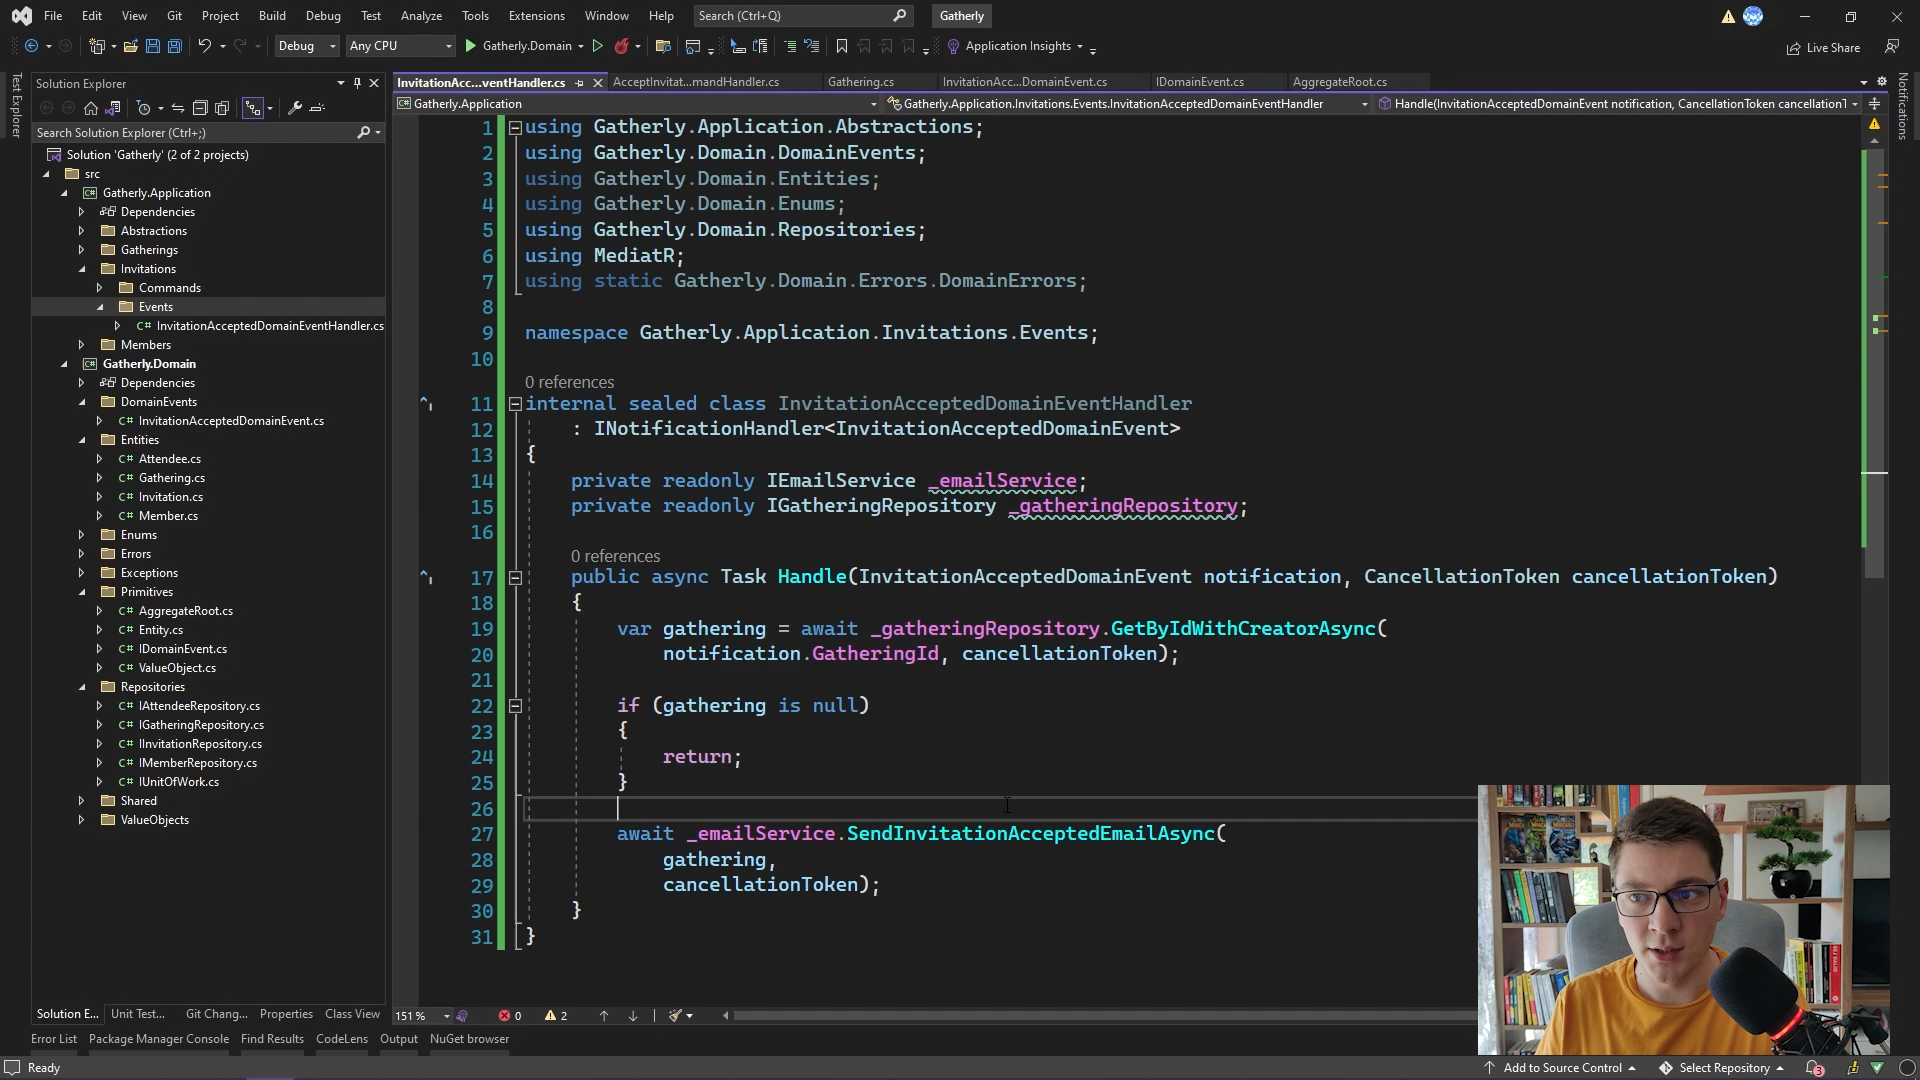 File Edit View Git Project Build Debug Test Analyze Tools Extensions Window Help Search (Ctrl+Q) Gatherly
Debug Any CPU Gatherly.Domain Application Insights Live Share
Test Explorer
Solution Explorer
Search Solution Explorer (Ctrl+;)
Solution 'Gatherly' (2 of 2 projects)
src
Gatherly.Application
Dependencies
Abstractions
Gatherings
Invitations
Commands
Events
InvitationAcceptedDomainEventHandler.cs
Members
Gatherly.Domain
Dependencies
DomainEvents
InvitationAcceptedDomainEvent.cs
Entities
Attendee.cs
Gathering.cs
Invitation.cs
Member.cs
Enums
Errors
Exceptions
Primitives
AggregateRoot.cs
Entity.cs
IDomainEvent.cs
ValueObject.cs
Repositories
IAttendeeRepository.cs
IGatheringRepository.cs
IInvitationRepository.cs
IMemberRepository.cs
IUnitOfWork.cs
Shared
ValueObjects
Solution E... Unit Test... Git Chang... Properties Class View
InvitationAcc...ventHandler.cs AcceptInvitat...mandHandler.cs Gathering.cs InvitationAcc...DomainEvent.cs IDomainEvent.cs AggregateRoot.cs
Gatherly.Application Gatherly.Application.Invitations.Events.InvitationAcceptedDomainEventHandler Handle(InvitationAcceptedDomainEvent notification, CancellationToken cancellationT
Notifications
1 using Gatherly.Application.Abstractions;
2 using Gatherly.Domain.DomainEvents;
3 using Gatherly.Domain.Entities;
4 using Gatherly.Domain.Enums;
5 using Gatherly.Domain.Repositories;
6 using MediatR;
7 using static Gatherly.Domain.Errors.DomainErrors;
8
9 namespace Gatherly.Application.Invitations.Events;
10
0 references
11 internal sealed class InvitationAcceptedDomainEventHandler
12 : INotificationHandler<InvitationAcceptedDomainEvent>
13 {
14 private readonly IEmailService _emailService;
15 private readonly IGatheringRepository _gatheringRepository;
16
0 references
17 public async Task Handle(InvitationAcceptedDomainEvent notification, CancellationToken cancellationToken)
18 {
19 var gathering = await _gatheringRepository.GetByIdWithCreatorAsync(
20 notification.GatheringId, cancellationToken);
21
22 if (gathering is null)
23 {
24 return;
25 }
26
27 await _emailService.SendInvitationAcceptedEmailAsync(
28 gathering,
29 cancellationToken);
30 }
31 }
151 % 0 2
Error List Package Manager Console Find Results CodeLens Output NuGet browser
Ready Add to Source Control Select Repository 3